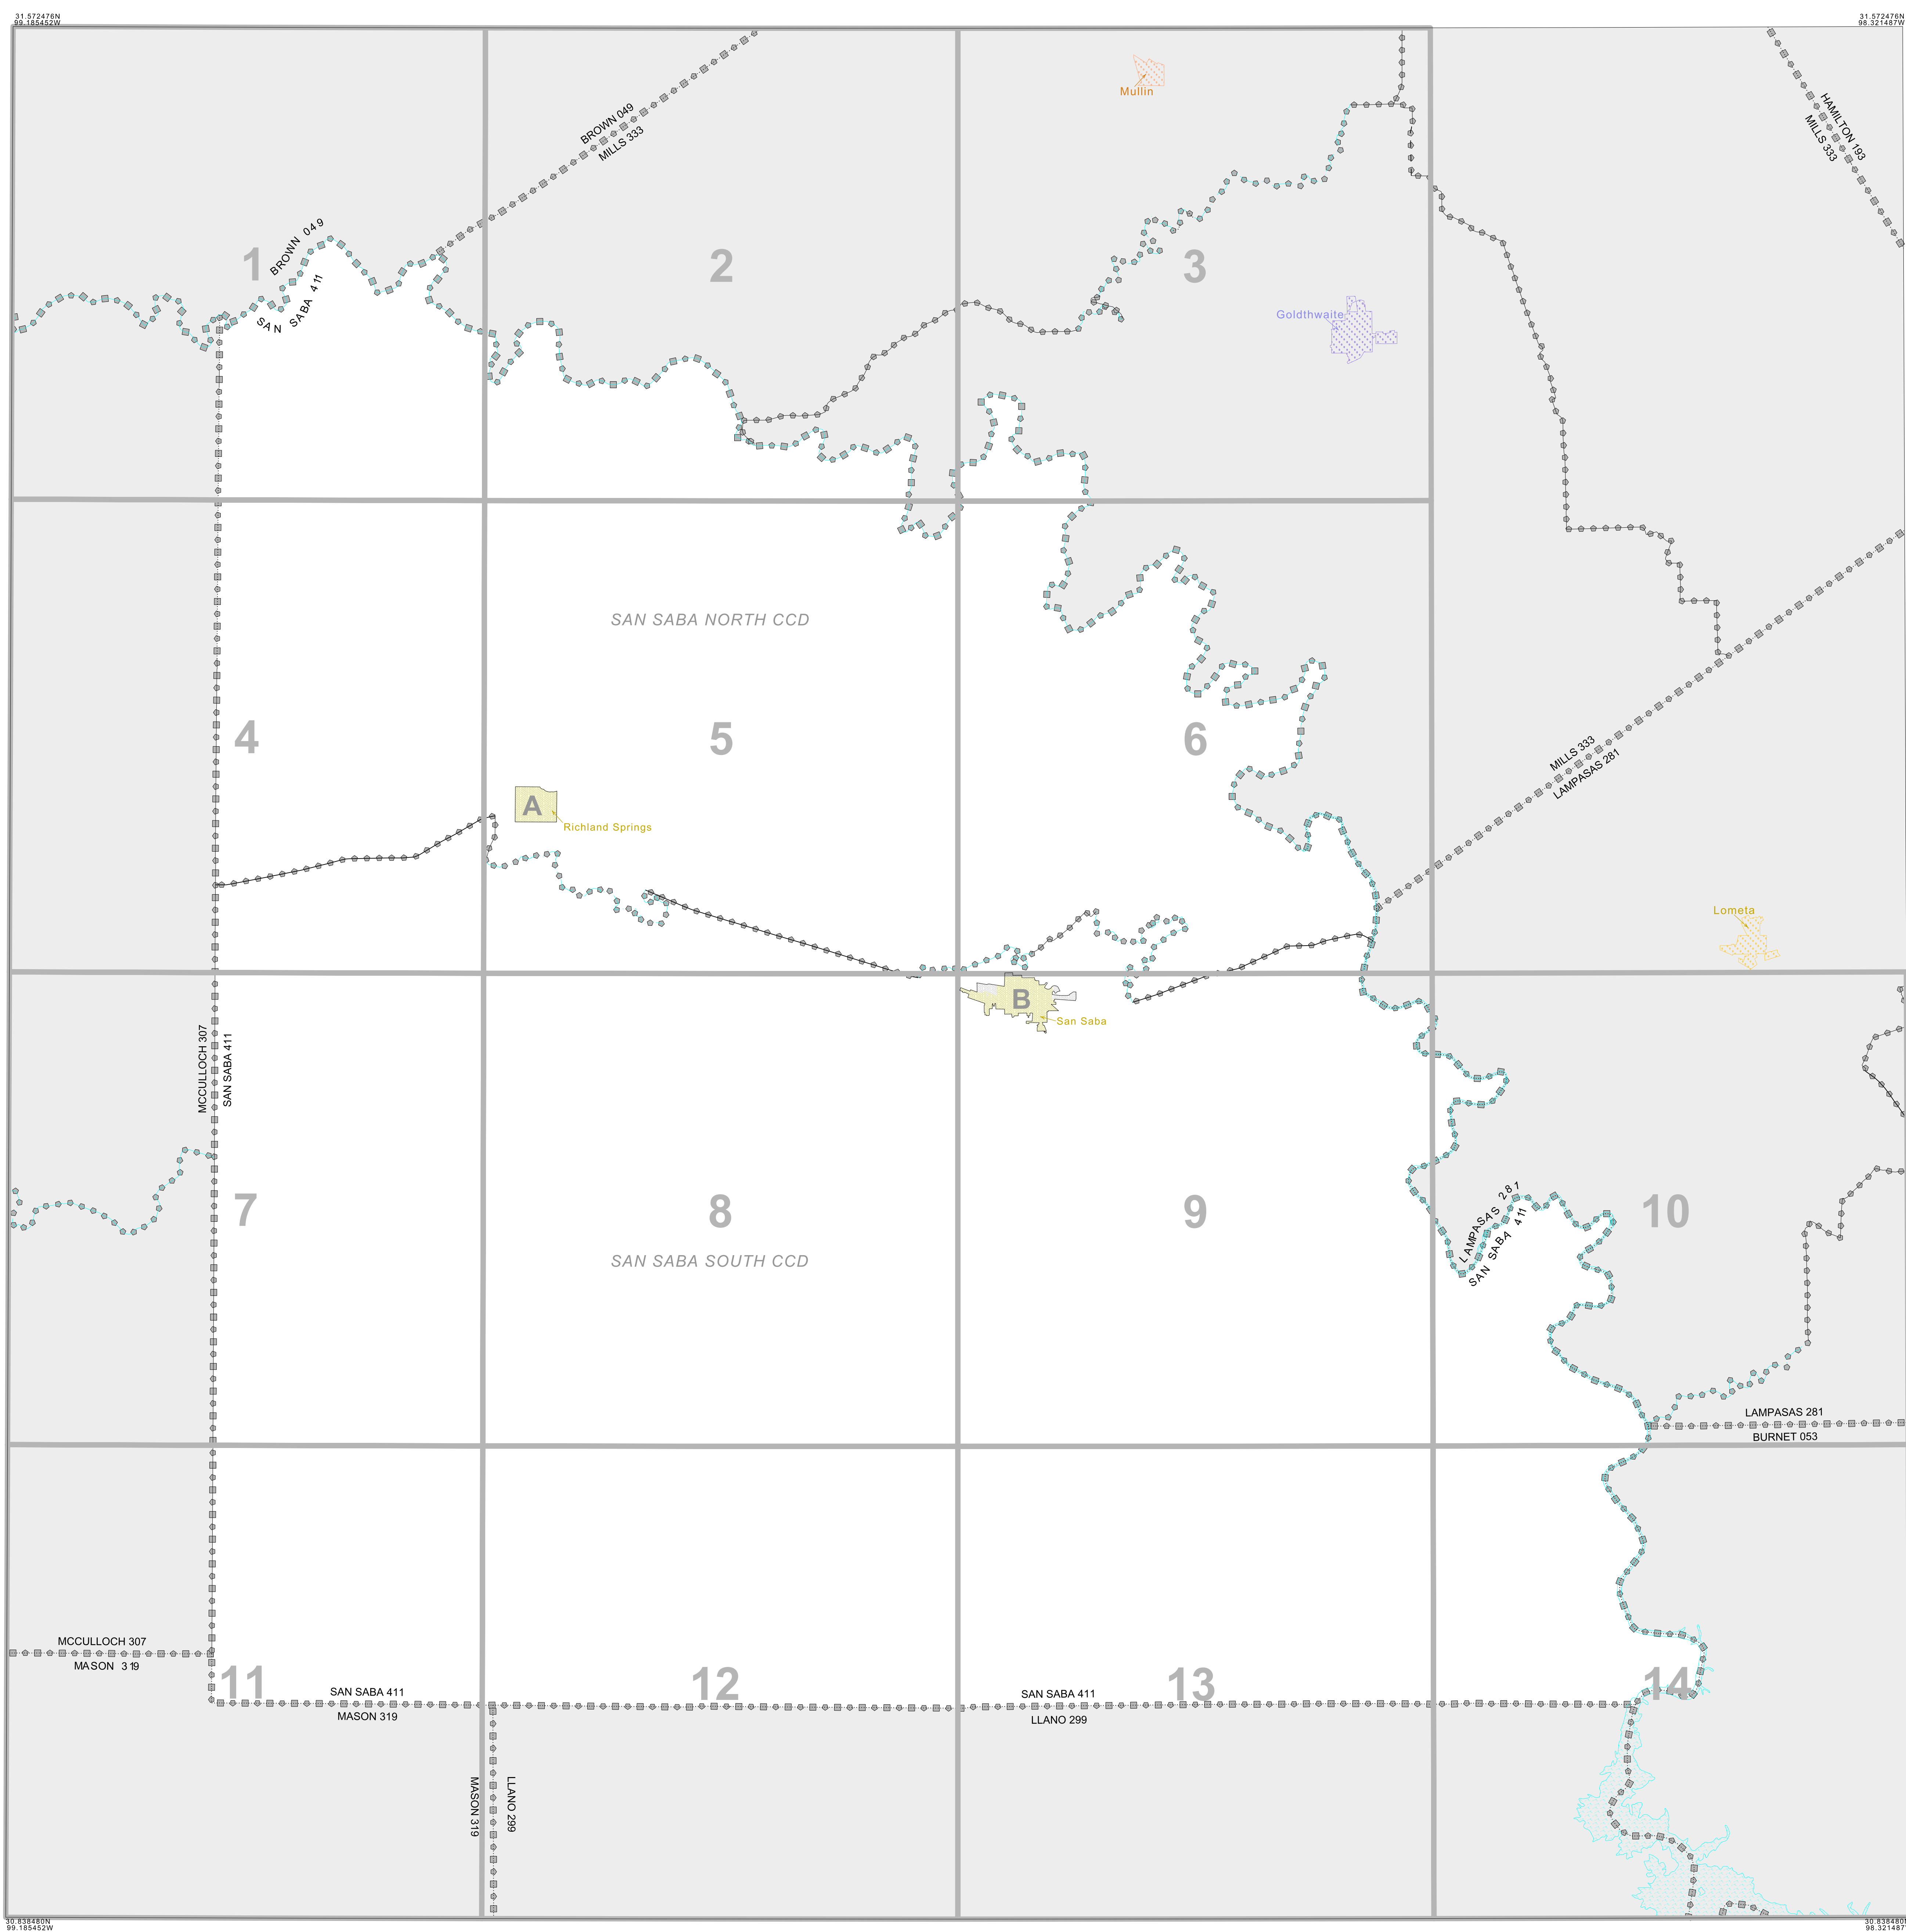 31.572476N
99.185452W
31.572476N
98.321487W
Mullin
BROWN 049
MILLS 333
HAMILTON 193
MILLS 333
BROWN 049
SAN SABA 411
1
2
3
Goldthwaite
SAN SABA NORTH CCD
4
5
6
MILLS 333
LAMPASAS 281
A
Richland Springs
Lometa
B
San Saba
MCCULLOCH 307
SAN SABA 411
7
8
9
10
LAMPASAS 281
SAN SABA 411
SAN SABA SOUTH CCD
LAMPASAS 281
BURNET 053
MCCULLOCH 307
MASON 319
11
12
13
14
SAN SABA 411
MASON 319
SAN SABA 411
LLANO 299
MASON 319
LLANO 299
30.838480N
99.185452W
30.838480N
98.321487W